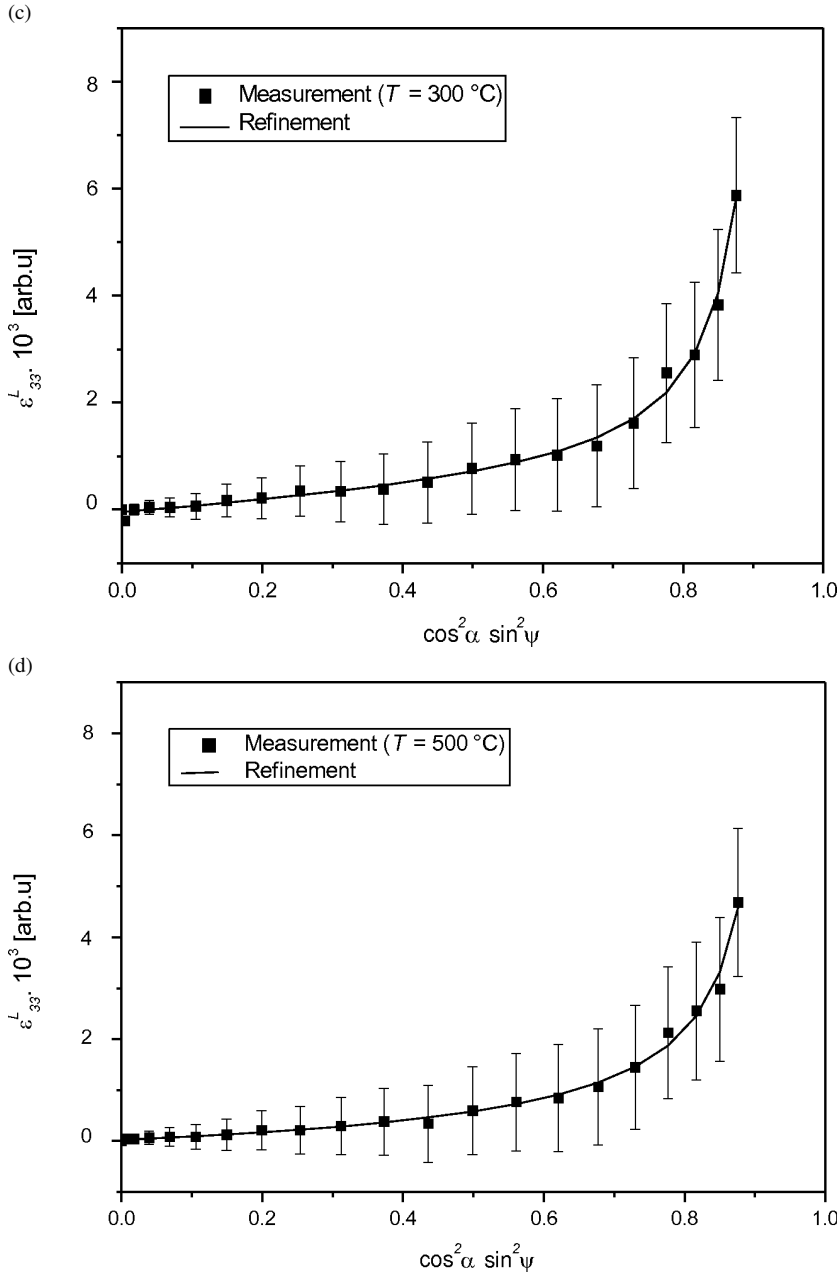 (c)
8
6
4
2
0
Measurement (T = 300 °C)
Refinement
ε^L_33. 10^3 [arb.u]
0.0 0.2 0.4 0.6 0.8 1.0
cos^2α sin^2ψ
(d)
8
6
4
2
0
Measurement (T = 500 °C)
Refinement
ε^L_33. 10^3 [arb.u]
0.0 0.2 0.4 0.6 0.8 1.0
cos^2α sin^2ψ